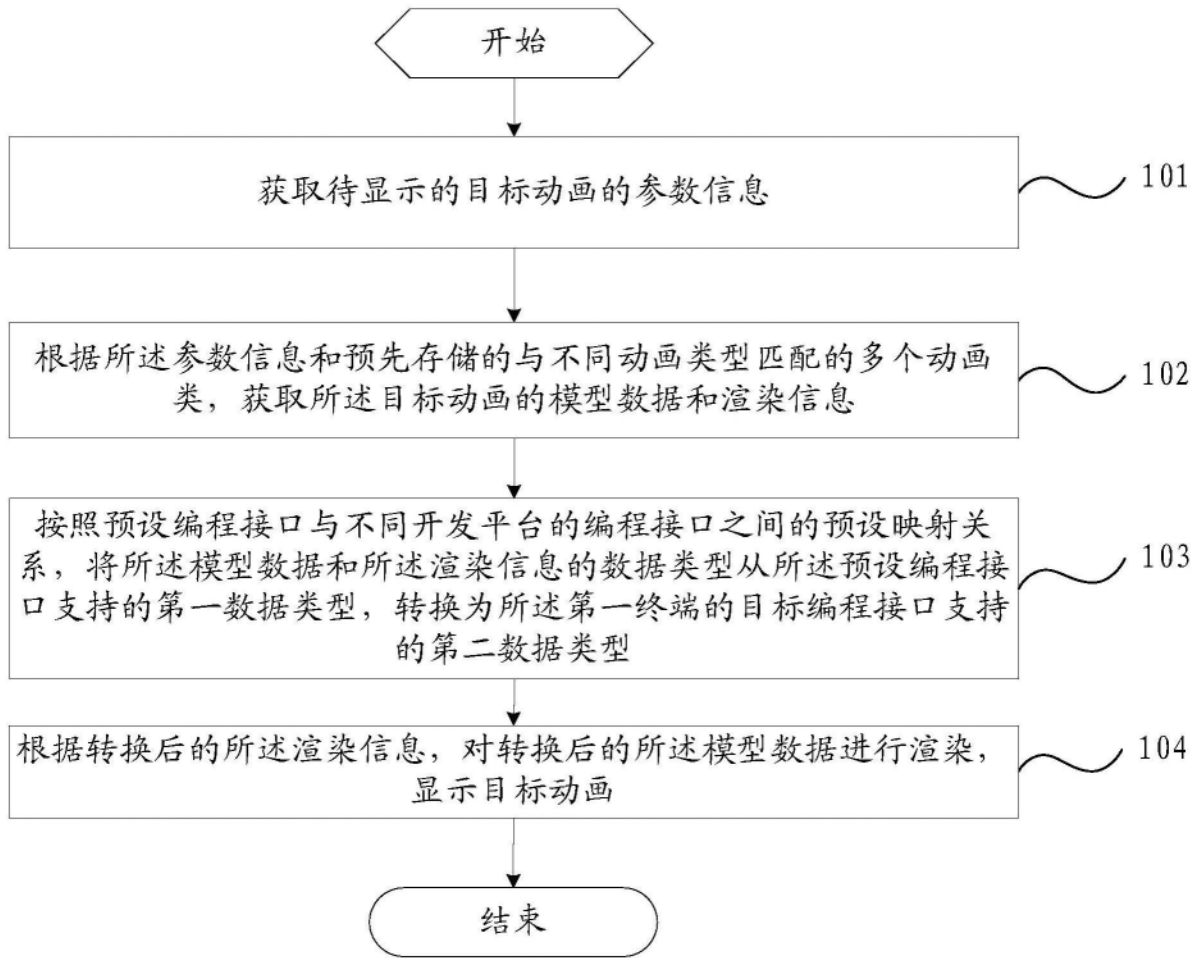 开始
获取待显示的目标动画的参数信息
101
根据所述参数信息和预先存储的与不同动画类型匹配的多个动画
类，获取所述目标动画的模型数据和渲染信息
102
按照预设编程接口与不同开发平台的编程接口之间的预设映射关
系，将所述模型数据和所述渲染信息的数据类型从所述预设编程接
口支持的第一数据类型，转换为所述第一终端的目标编程接口支持
的第二数据类型
103
根据转换后的所述渲染信息，对转换后的所述模型数据进行渲染，
显示目标动画
104
结束